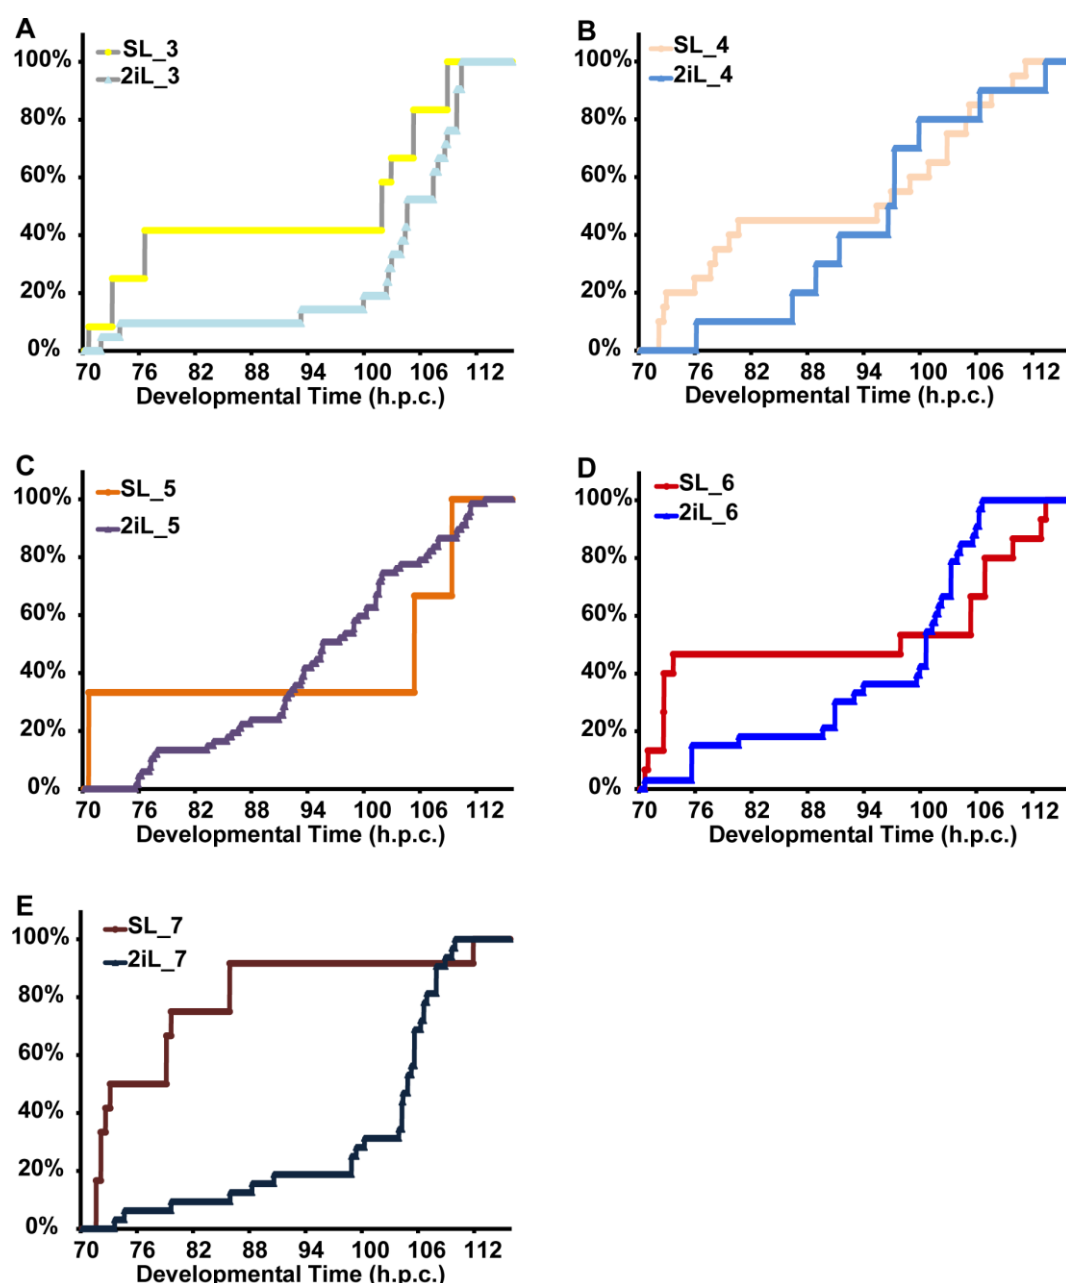 A
SL_3
2iL_3
100%
80%
60%
40%
20%
0%
70 76 82 88 94 100 106 112
Developmental Time (h.p.c.)
B
SL_4
2iL_4
100%
80%
60%
40%
20%
0%
70 76 82 88 94 100 106 112
Developmental Time (h.p.c.)
C
SL_5
2iL_5
100%
80%
60%
40%
20%
0%
70 76 82 88 94 100 106 112
Developmental Time (h.p.c.)
D
SL_6
2iL_6
100%
80%
60%
40%
20%
0%
70 76 82 88 94 100 106 112
Developmental Time (h.p.c.)
E
SL_7
2iL_7
100%
80%
60%
40%
20%
0%
70 76 82 88 94 100 106 112
Developmental Time (h.p.c.)